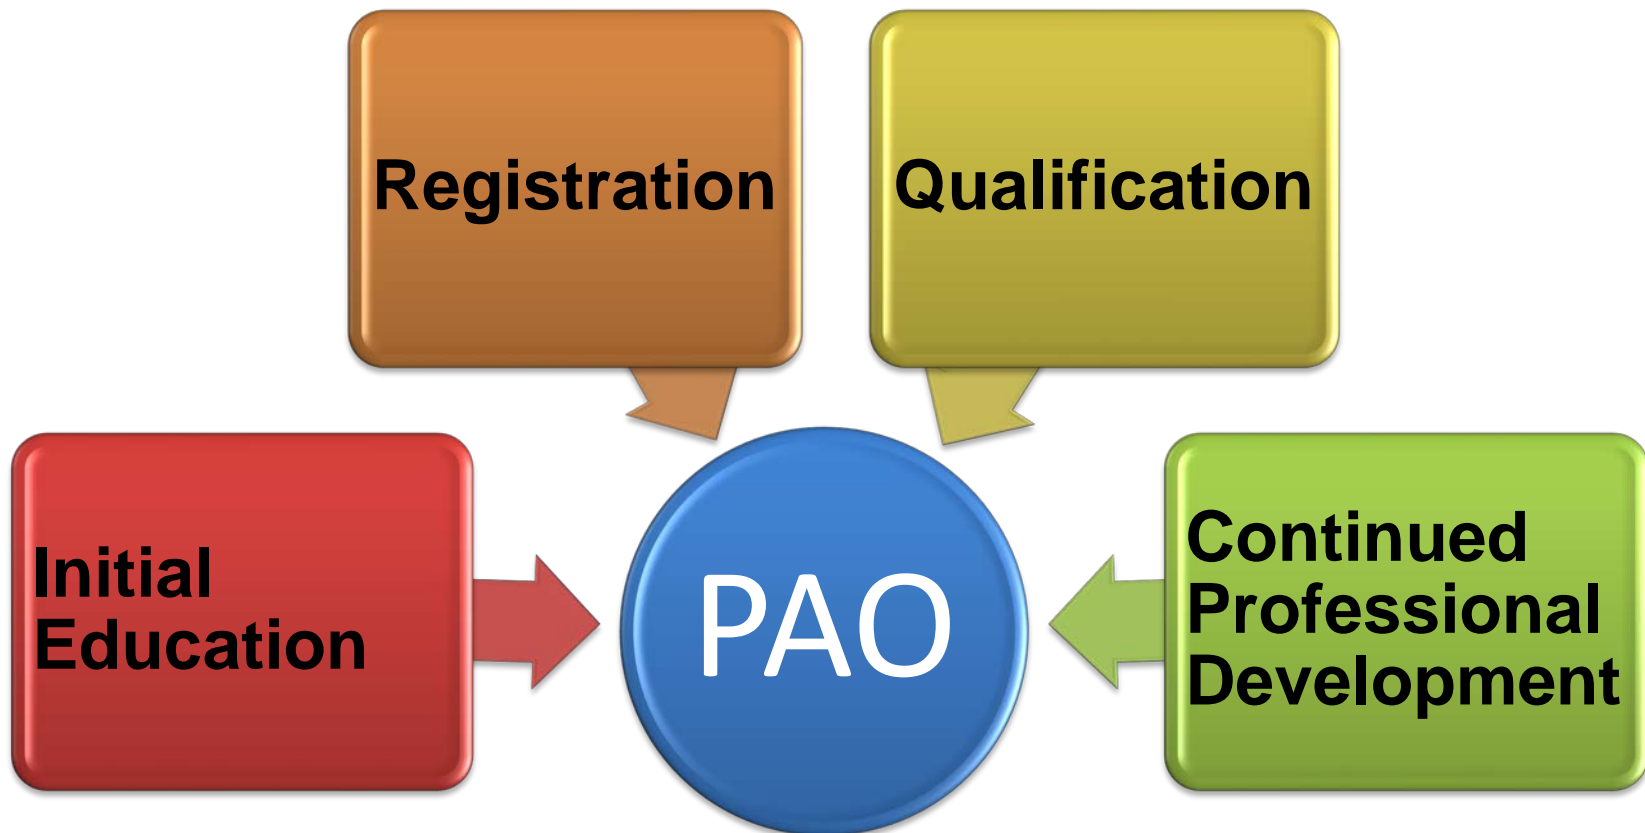 Registration
Qualification
Initial
Education
PAO
Continued
Professional
Development